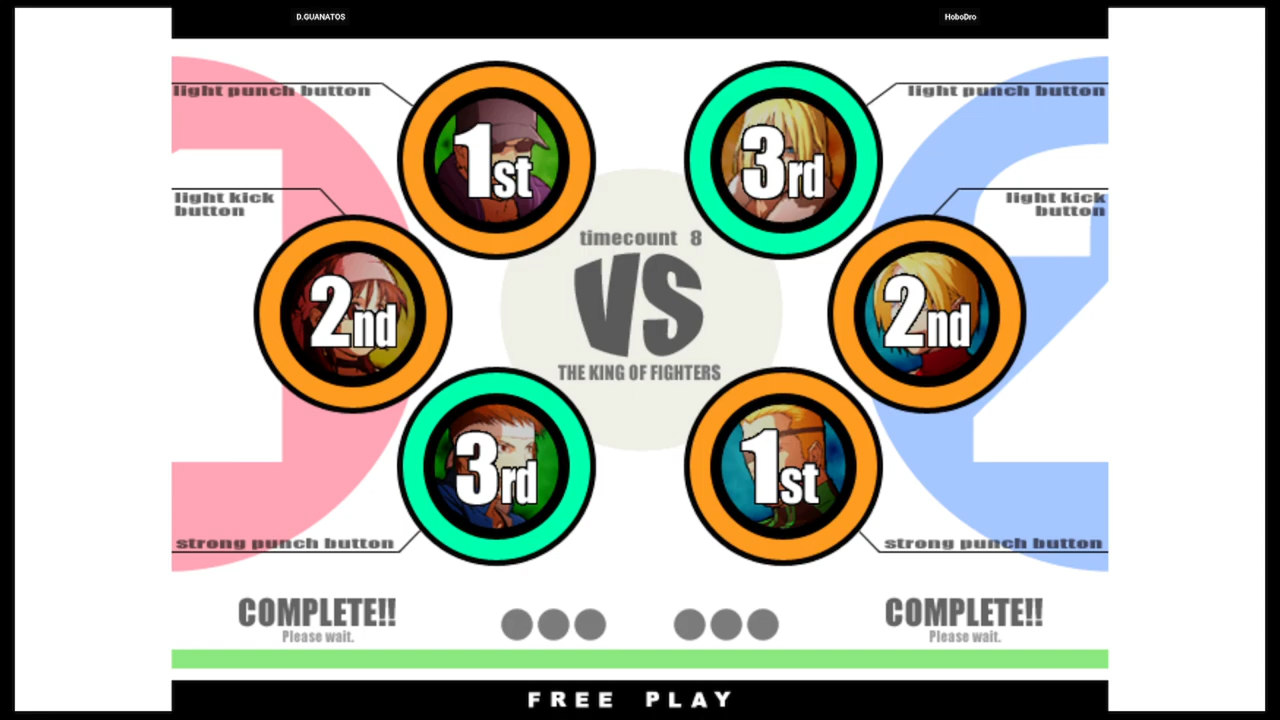 D.GUANATOS
HoboDro
light punch button
1st
3rd
light punch button
light kick
button
light kick
button
timecount 8
VS
THE KING OF FIGHTERS
2nd
2nd
3rd
1st
strong punch button
strong punch button
COMPLETE!!
Please wait.
COMPLETE!!
Please wait.
FREE PLAY